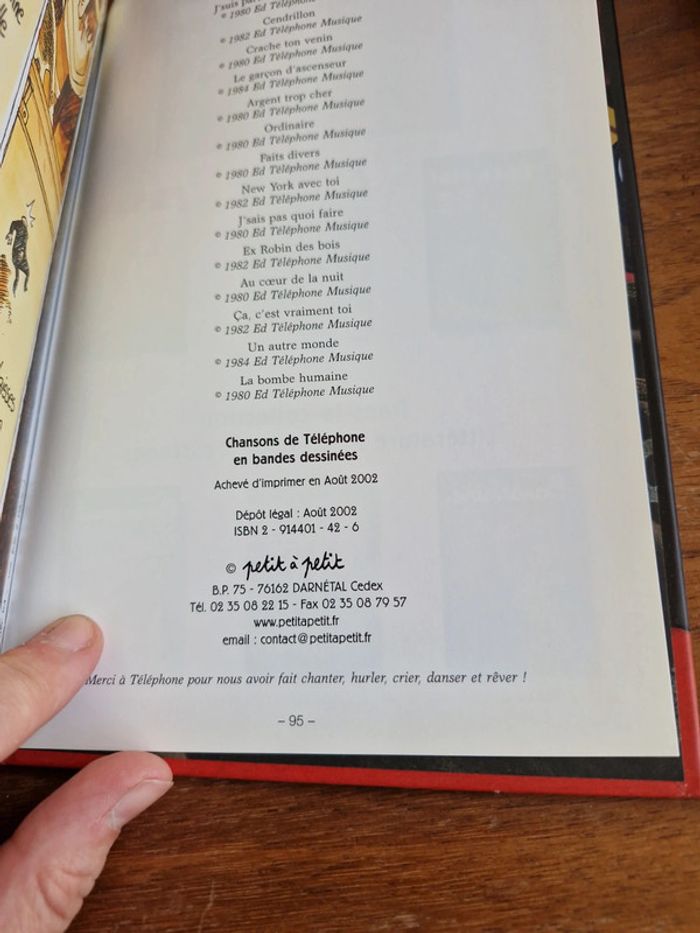 J'suis
© 1980 Ed Téléphone Musique
Cendrillon
© 1982 Ed Téléphone Musique
Crache ton venin
© 1980 Ed Téléphone Musique
Le garçon d'ascenseur
© 1984 Ed Téléphone Musique
Argent trop cher
© 1980 Ed Téléphone Musique
Ordinaire
© 1980 Ed Téléphone Musique
Faits divers
© 1980 Ed Téléphone Musique
New York avec toi
© 1982 Ed Téléphone Musique
J'sais pas quoi faire
© 1980 Ed Téléphone Musique
Ex Robin des bois
© 1982 Ed Téléphone Musique
Au cœur de la nuit
© 1980 Ed Téléphone Musique
Ça, c'est vraiment toi
© 1982 Ed Téléphone Musique
Un autre monde
© 1984 Ed Téléphone Musique
La bombe humaine
© 1980 Ed Téléphone Musique
Chansons de Téléphone
en bandes dessinées
Achevé d'imprimer en Août 2002
Dépôt légal : Août 2002
ISBN 2 - 914401 - 42 - 6
© petit à petit
B.P. 75 - 76162 DARNÉTAL Cedex
Tél. 02 35 08 22 15 - Fax 02 35 08 79 57
www.petitapetit.fr
email : contact@petitapetit.fr
Merci à Téléphone pour nous avoir fait chanter, hurler, crier, danser et rêver !
– 95 –